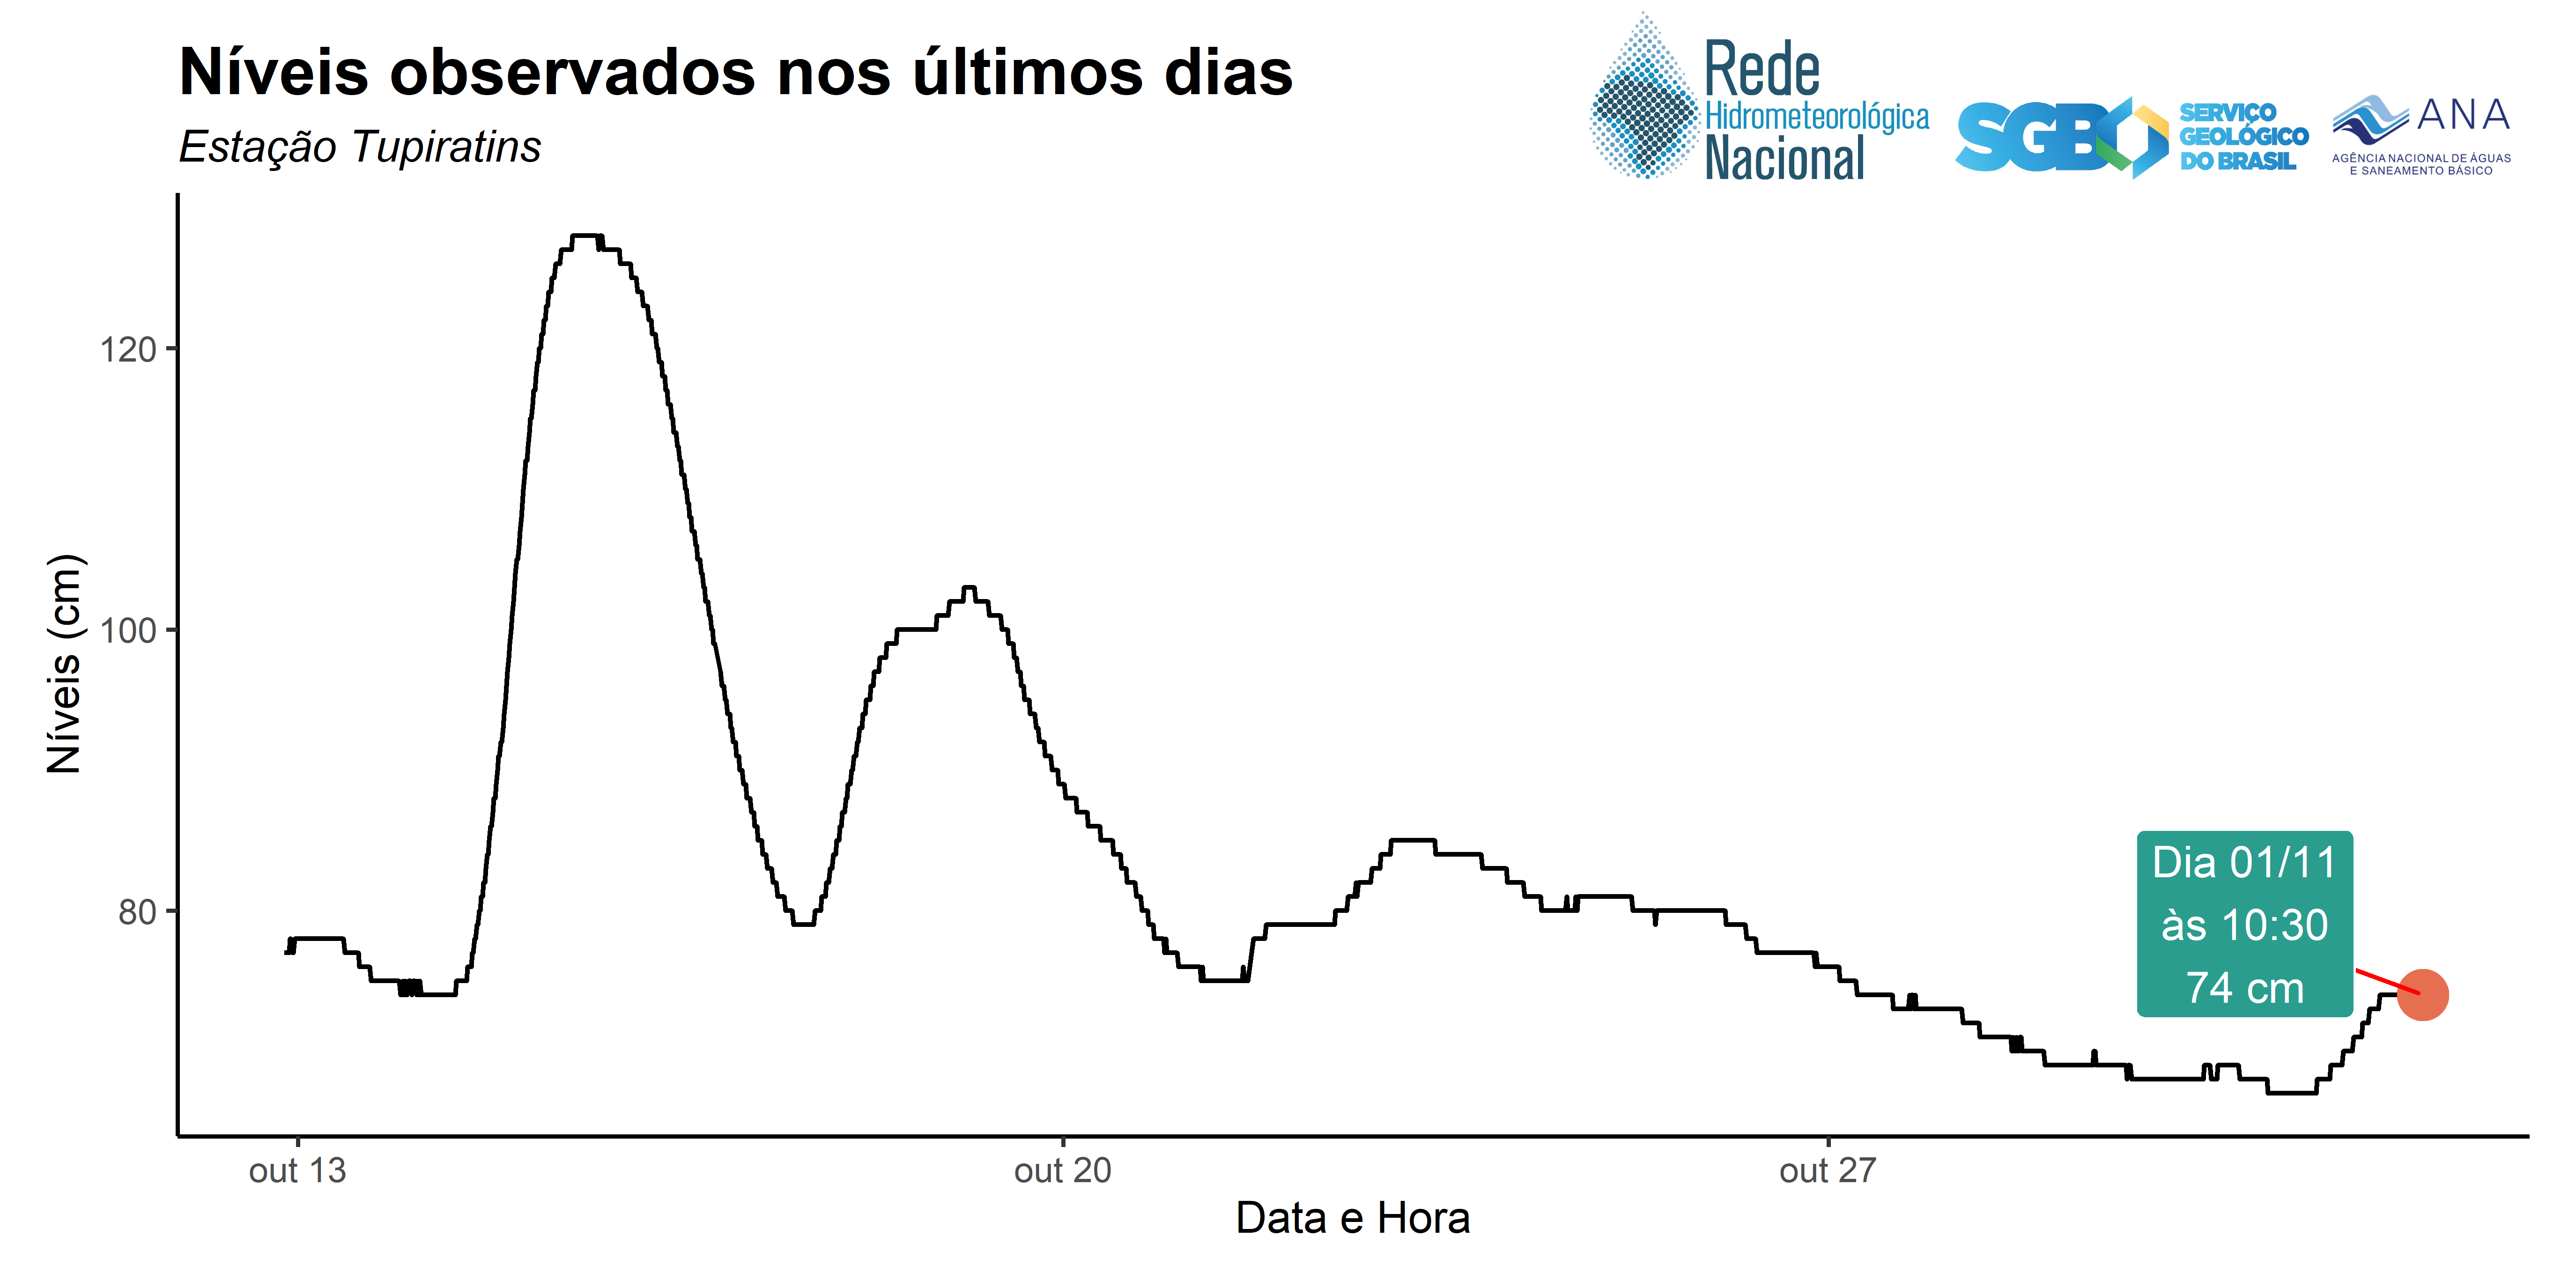 Níveis observados nos últimos dias
Estação Tupiratins
Rede
Hidrometeorológica
Nacional
SGB
SERVIÇO
GEOLÓGICO
DO BRASIL
ANA
AGÊNCIA NACIONAL DE ÁGUAS
E SANEAMENTO BÁSICO
Níveis (cm)
120
100
80
Dia 01/11
às 10:30
74 cm
out 13
out 20
out 27
Data e Hora